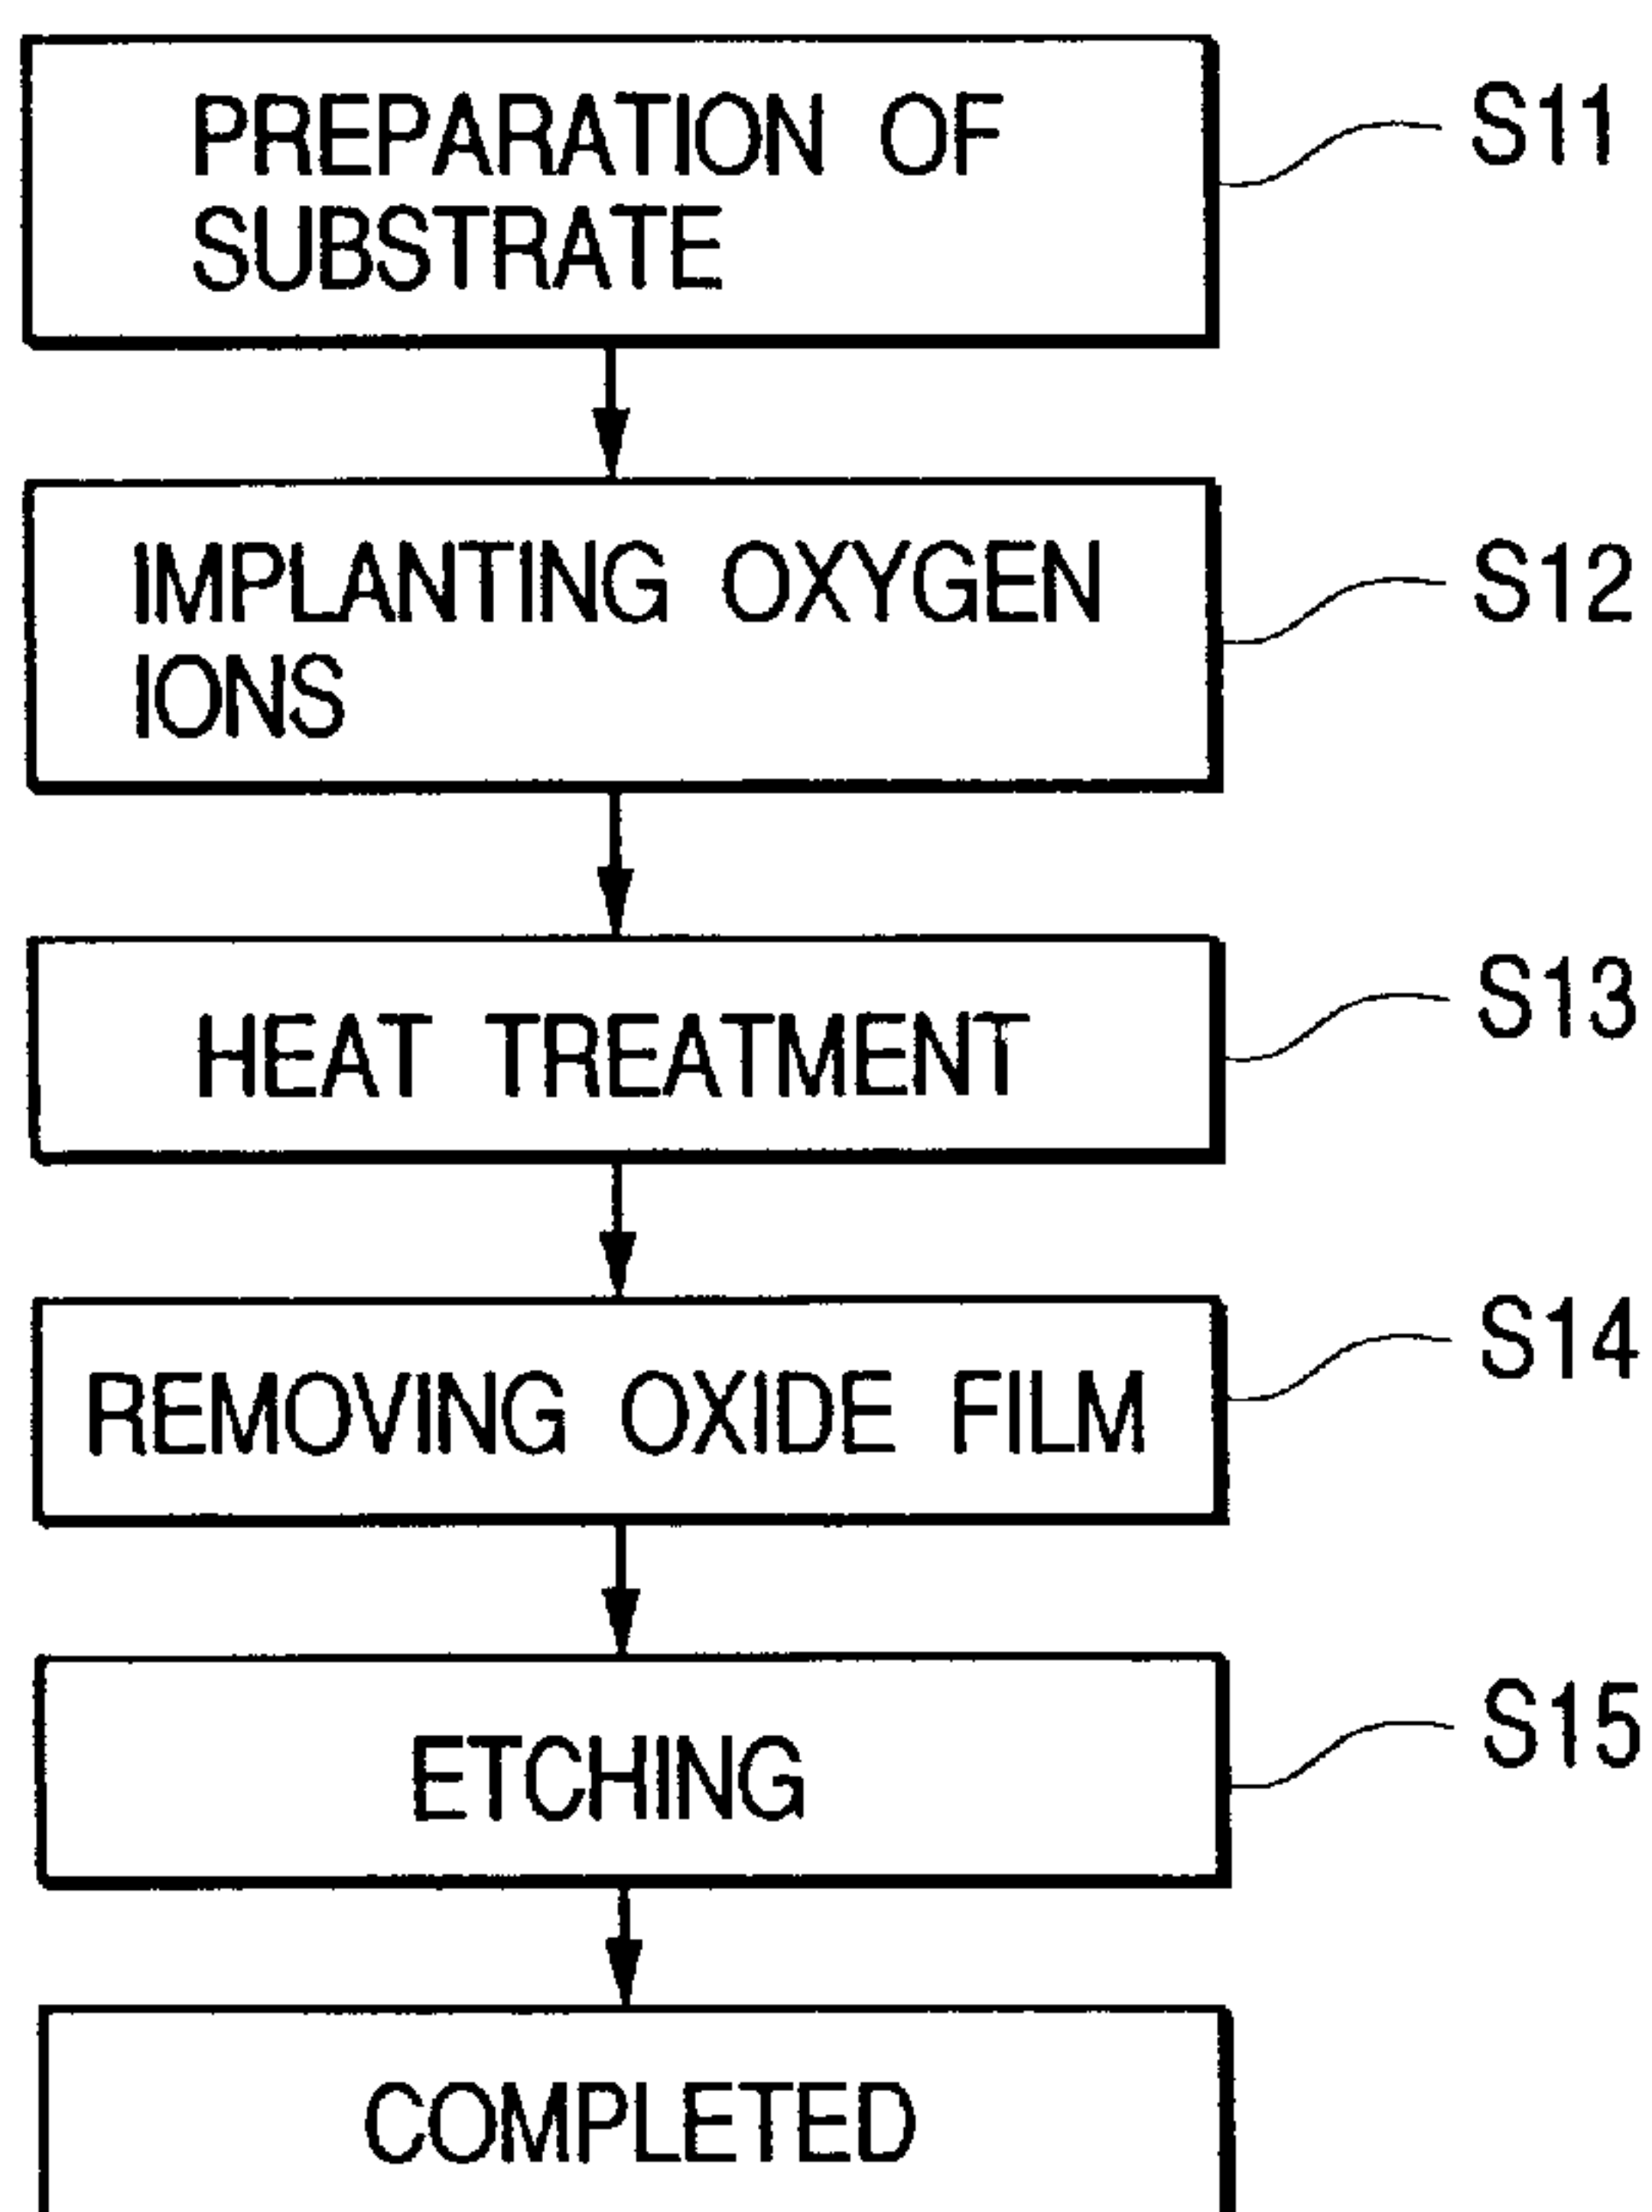 PREPARATION OF
SUBSTRATE
S11
IMPLANTING OXYGEN
IONS
S12
HEAT TREATMENT
S13
REMOVING OXIDE FILM
S14
ETCHING
S15
COMPLETED